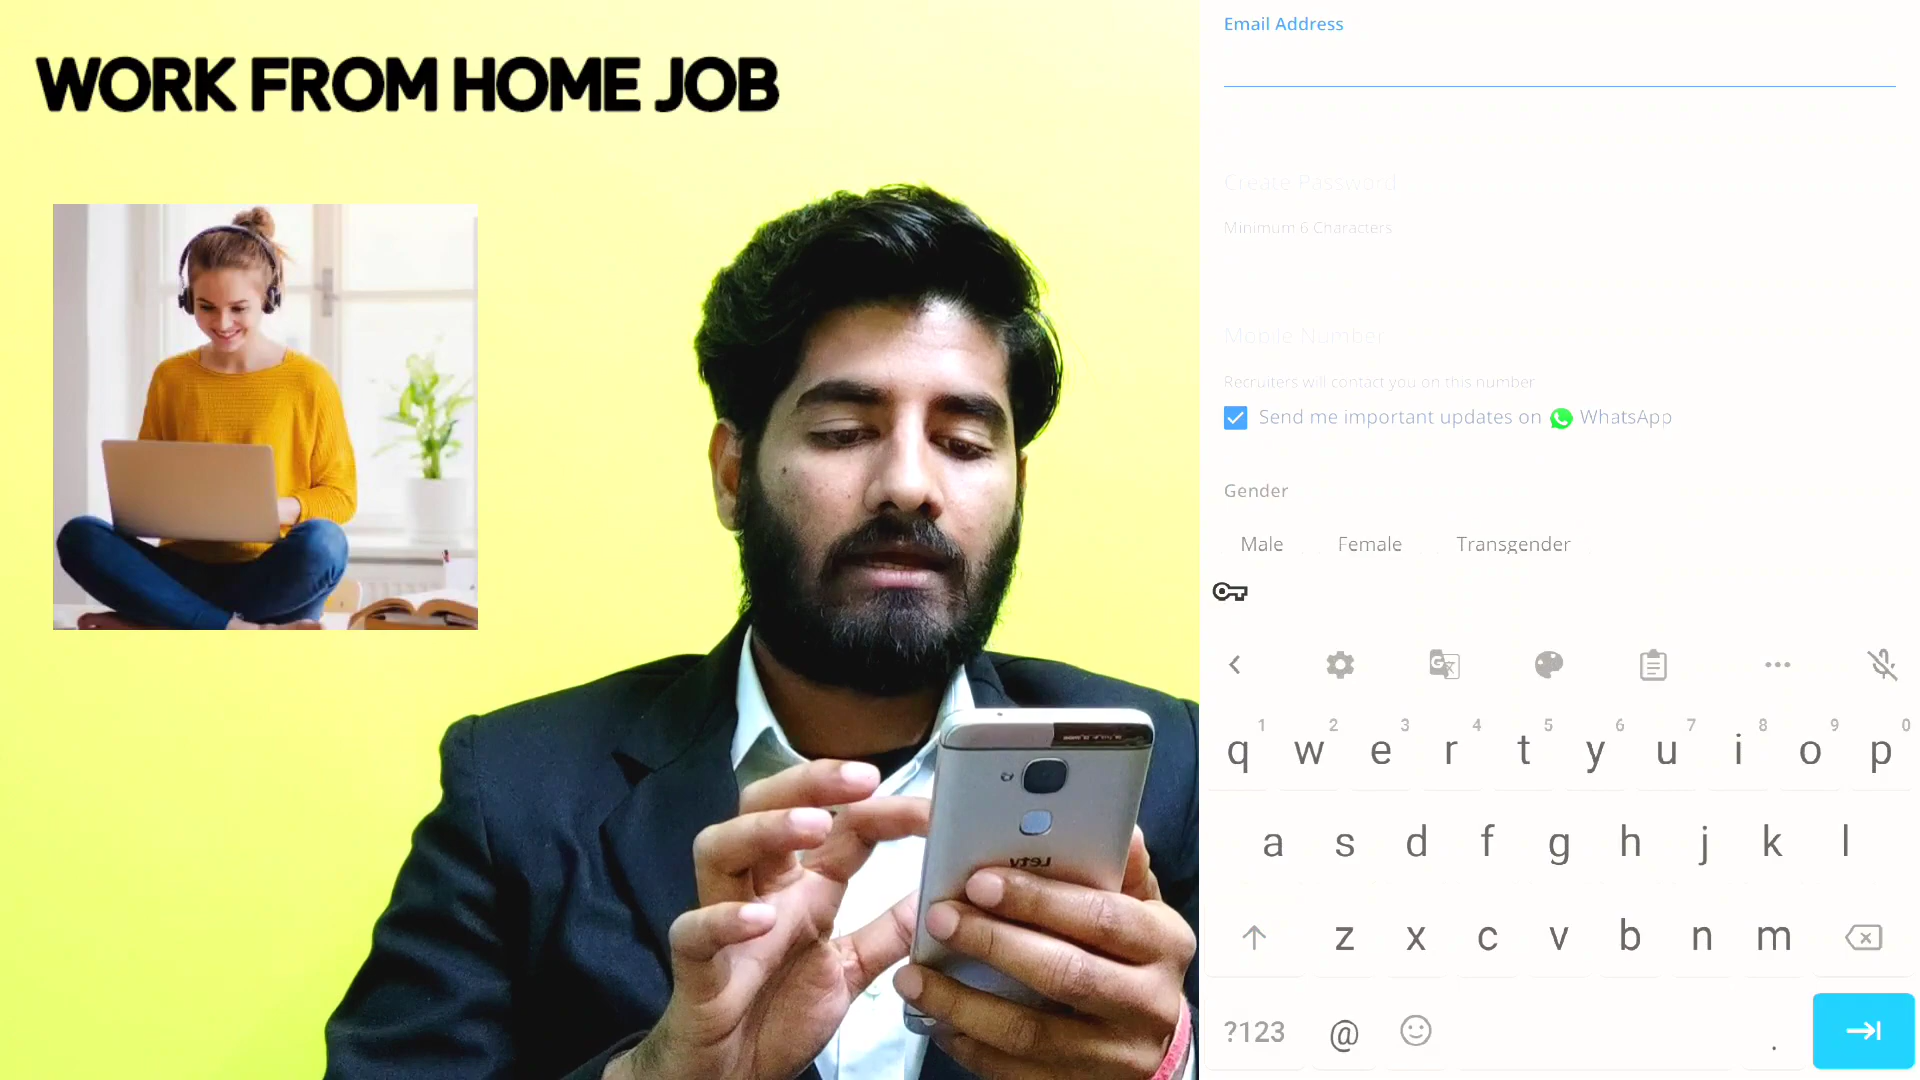 WORK FROM HOME JOB
Email Address
Create Password
Minimum 6 Characters
Mobile Number
Recruiters will contact you on this number
Send me important updates on WhatsApp
Gender
Male Female Transgender
1 2 3 4 5 6 7 8 9 0
q w e r t y u i o p
a s d f g h j k l
z x c v b n m
?123 @ .
Letv